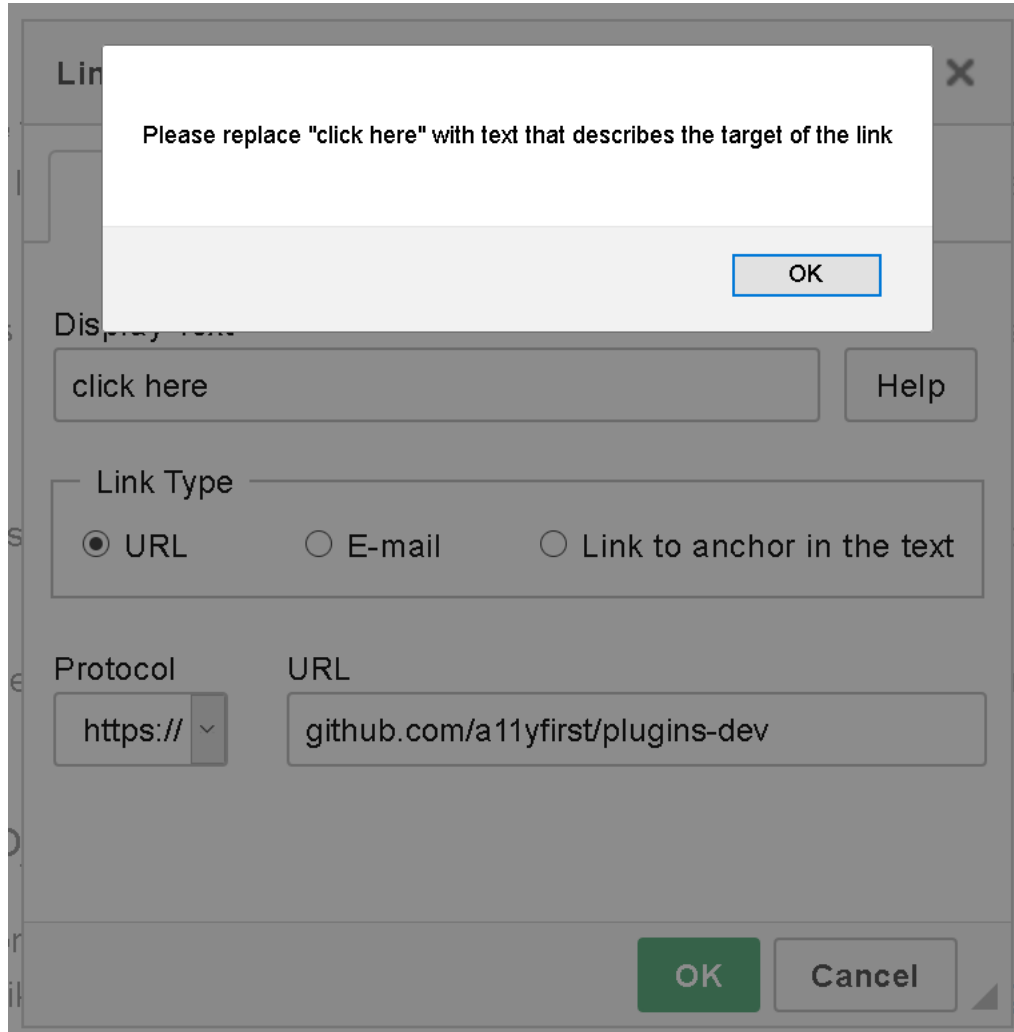 Lin
Please replace "click here" with text that describes the target of the link
OK
click here
Help
Link Type
URL
E-mail
Link to anchor in the text
Protocol
URL
https://
github.com/a11yfirst/plugins-dev
OK
Cancel